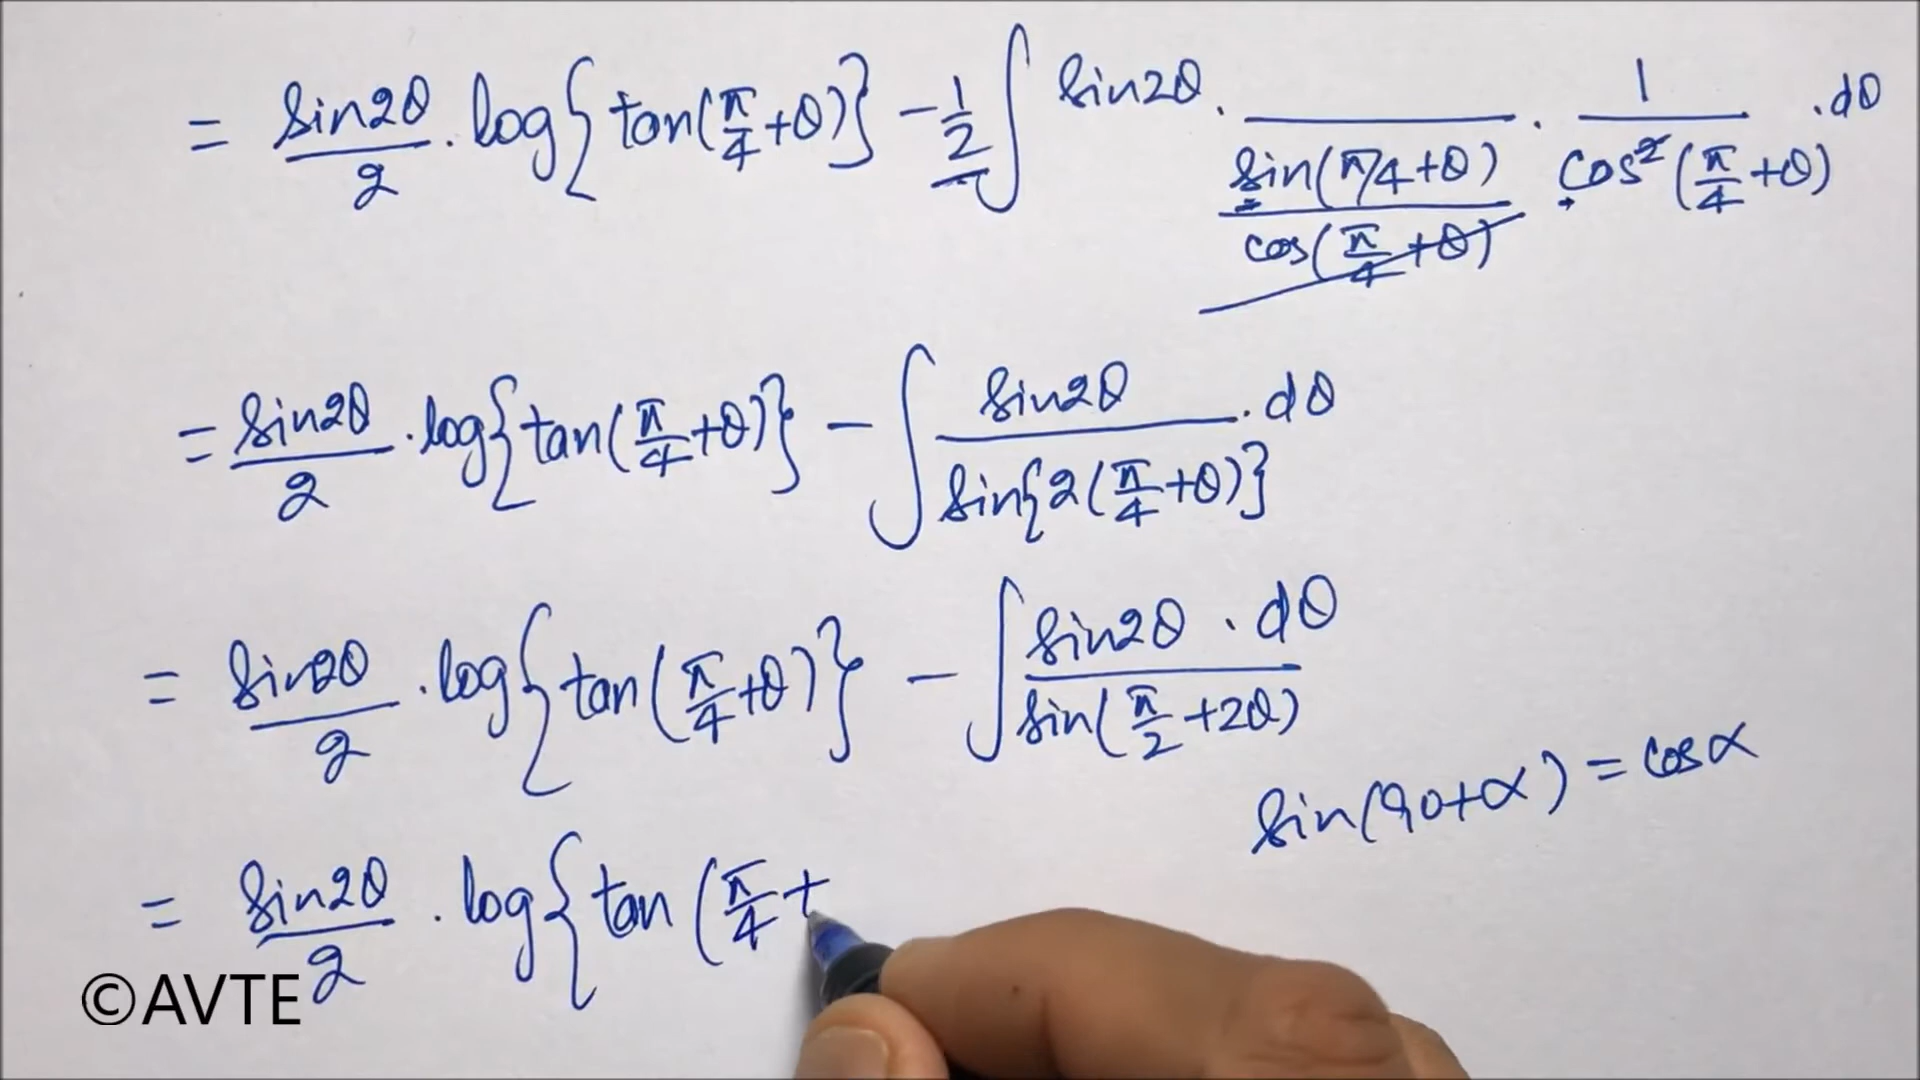 = sin2θ/2 . log{tan(π/4+θ)} - 1/2 ∫ sin2θ . 1/(sin(π/4+θ)/cos(π/4+θ)) . 1/cos²(π/4+θ) . dθ
= sin2θ/2 . log{tan(π/4+θ)} - ∫ sin2θ/sin{2(π/4+θ)} . dθ
= sin2θ/2 . log{tan(π/4+θ)} - ∫ sin2θ . dθ/sin(π/2+2θ)
sin(90+α) = cosα
= sin2θ/2 . log{tan(π/4+
©AVTE